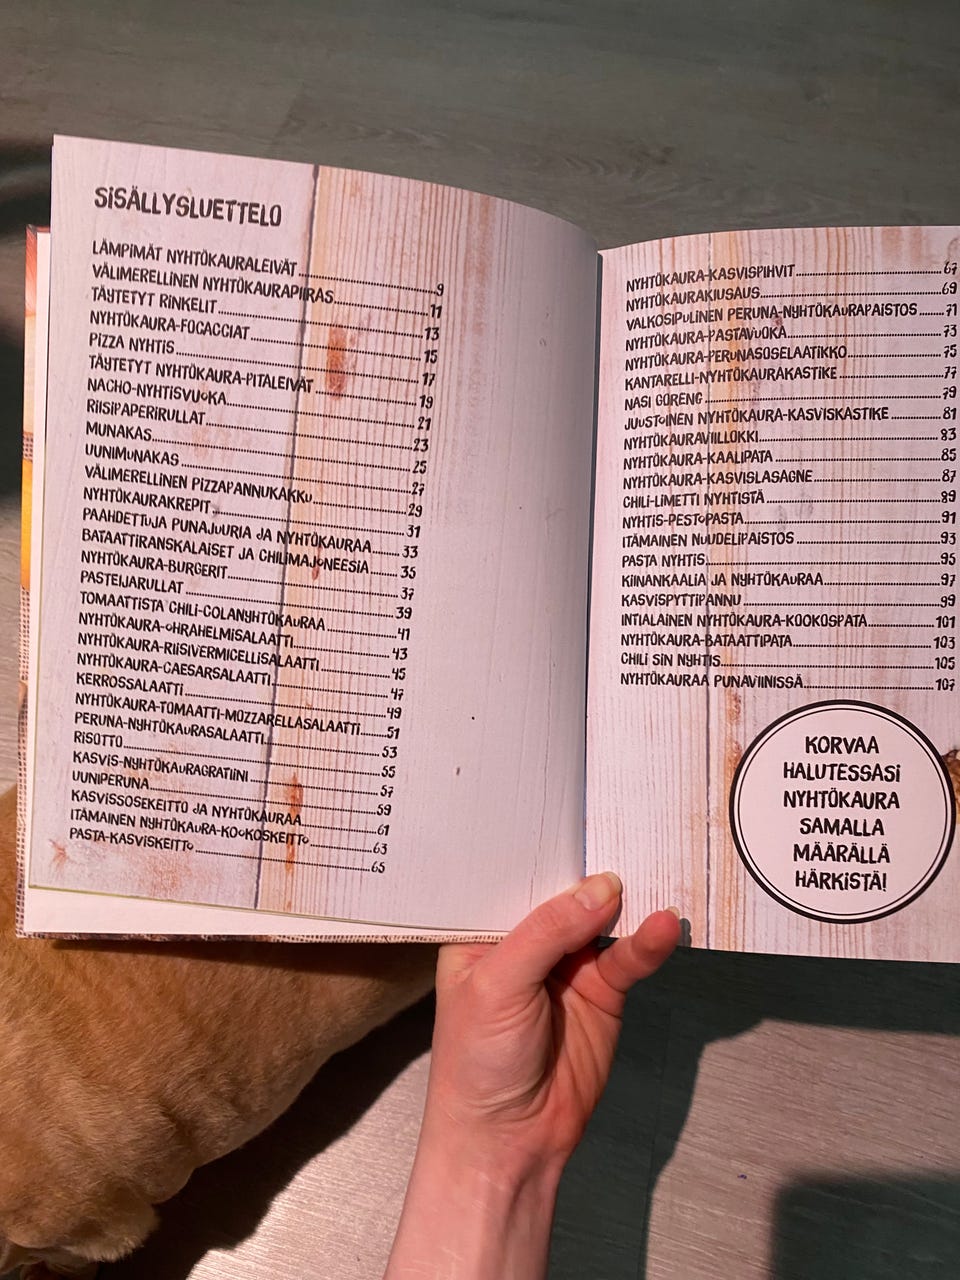 SISÄLLYSLUETTELO
LÄMPIMÄT NYHTÖKAURALEIVÄT 9
VÄLIMERELLINEN NYHTÖKAURAPIIRAS 11
TÄYTETYT RINKELIT 13
NYHTÖKAURA-FOCACCIAT 15
PIZZA NYHTIS 17
TÄYTETYT NYHTÖKAURA-PITALEIVÄT 19
NACHO-NYHTISVUOKA 21
RIISIPAPERIRULLAT 23
MUNAKAS 25
UUNIMUNAKAS 27
VÄLIMERELLINEN PIZZAPANNUKAKKU 29
NYHTÖKAURAKREPIT 31
PAAHDETTUJA PUNAJUURIA JA NYHTÖKAURAA 33
BATAATTIRANSKALAISET JA CHILIMAJONEESIA 35
NYHTÖKAURA-BURGERIT 37
PASTEIJARULLAT 39
TOMAATTISTA CHILI-COLANYHTÖKAURAA 41
NYHTÖKAURA-OHRAHELMISALAATTI 43
NYHTÖKAURA-RIISIVERMICELLISALAATTI 45
NYHTÖKAURA-CAESARSALAATTI 47
KERROSSALAATTI 49
NYHTÖKAURA-TOMAATTI-MOZZARELLASALAATTI 51
PERUNA-NYHTÖKAURASALAATTI 53
RISOTTO 55
KASVIS-NYHTÖKAURAGRATIINI 57
UUNIPERUNA 59
KASVISSOSEKEITTO JA NYHTÖKAURAA 61
ITÄMAINEN NYHTÖKAURA-KOOKOSKEITTO 63
PASTA-KASVISKEITTO 65
NYHTÖKAURA-KASVISPIHVIT 67
NYHTÖKAURAKIUSAUS 69
VALKOSIPULINEN PERUNA-NYHTÖKAURAPAISTOS 71
NYHTÖKAURA-PASTAVUOKA 73
NYHTÖKAURA-PERUNASOSELAATIKKO 75
KANTARELLI-NYHTÖKAURAKASTIKE 77
NASI GORENG 79
JUUSTOINEN NYHTÖKAURA-KASVISKASTIKE 81
NYHTÖKAURAVIILLOKKI 83
NYHTÖKAURA-KAALIPATA 85
NYHTÖKAURA-KASVISLASAGNE 87
CHILI-LIMETTI NYHTISTÄ 89
NYHTIS-PESTOPASTA 91
ITÄMAINEN NUUDELIPAISTOS 93
PASTA NYHTIS 95
KIINANKAALIA JA NYHTÖKAURAA 97
KASVISPYTTIPANNU 99
INTIALAINEN NYHTÖKAURA-KOOKOSPATA 101
NYHTÖKAURA-BATAATTIPATA 103
CHILI SIN NYHTIS 105
NYHTÖKAURAA PUNAVIINISSÄ 107
KORVAA
HALUTESSASI
NYHTÖKAURA
SAMALLA
MÄÄRÄLLÄ
HÄRKISTÄ!